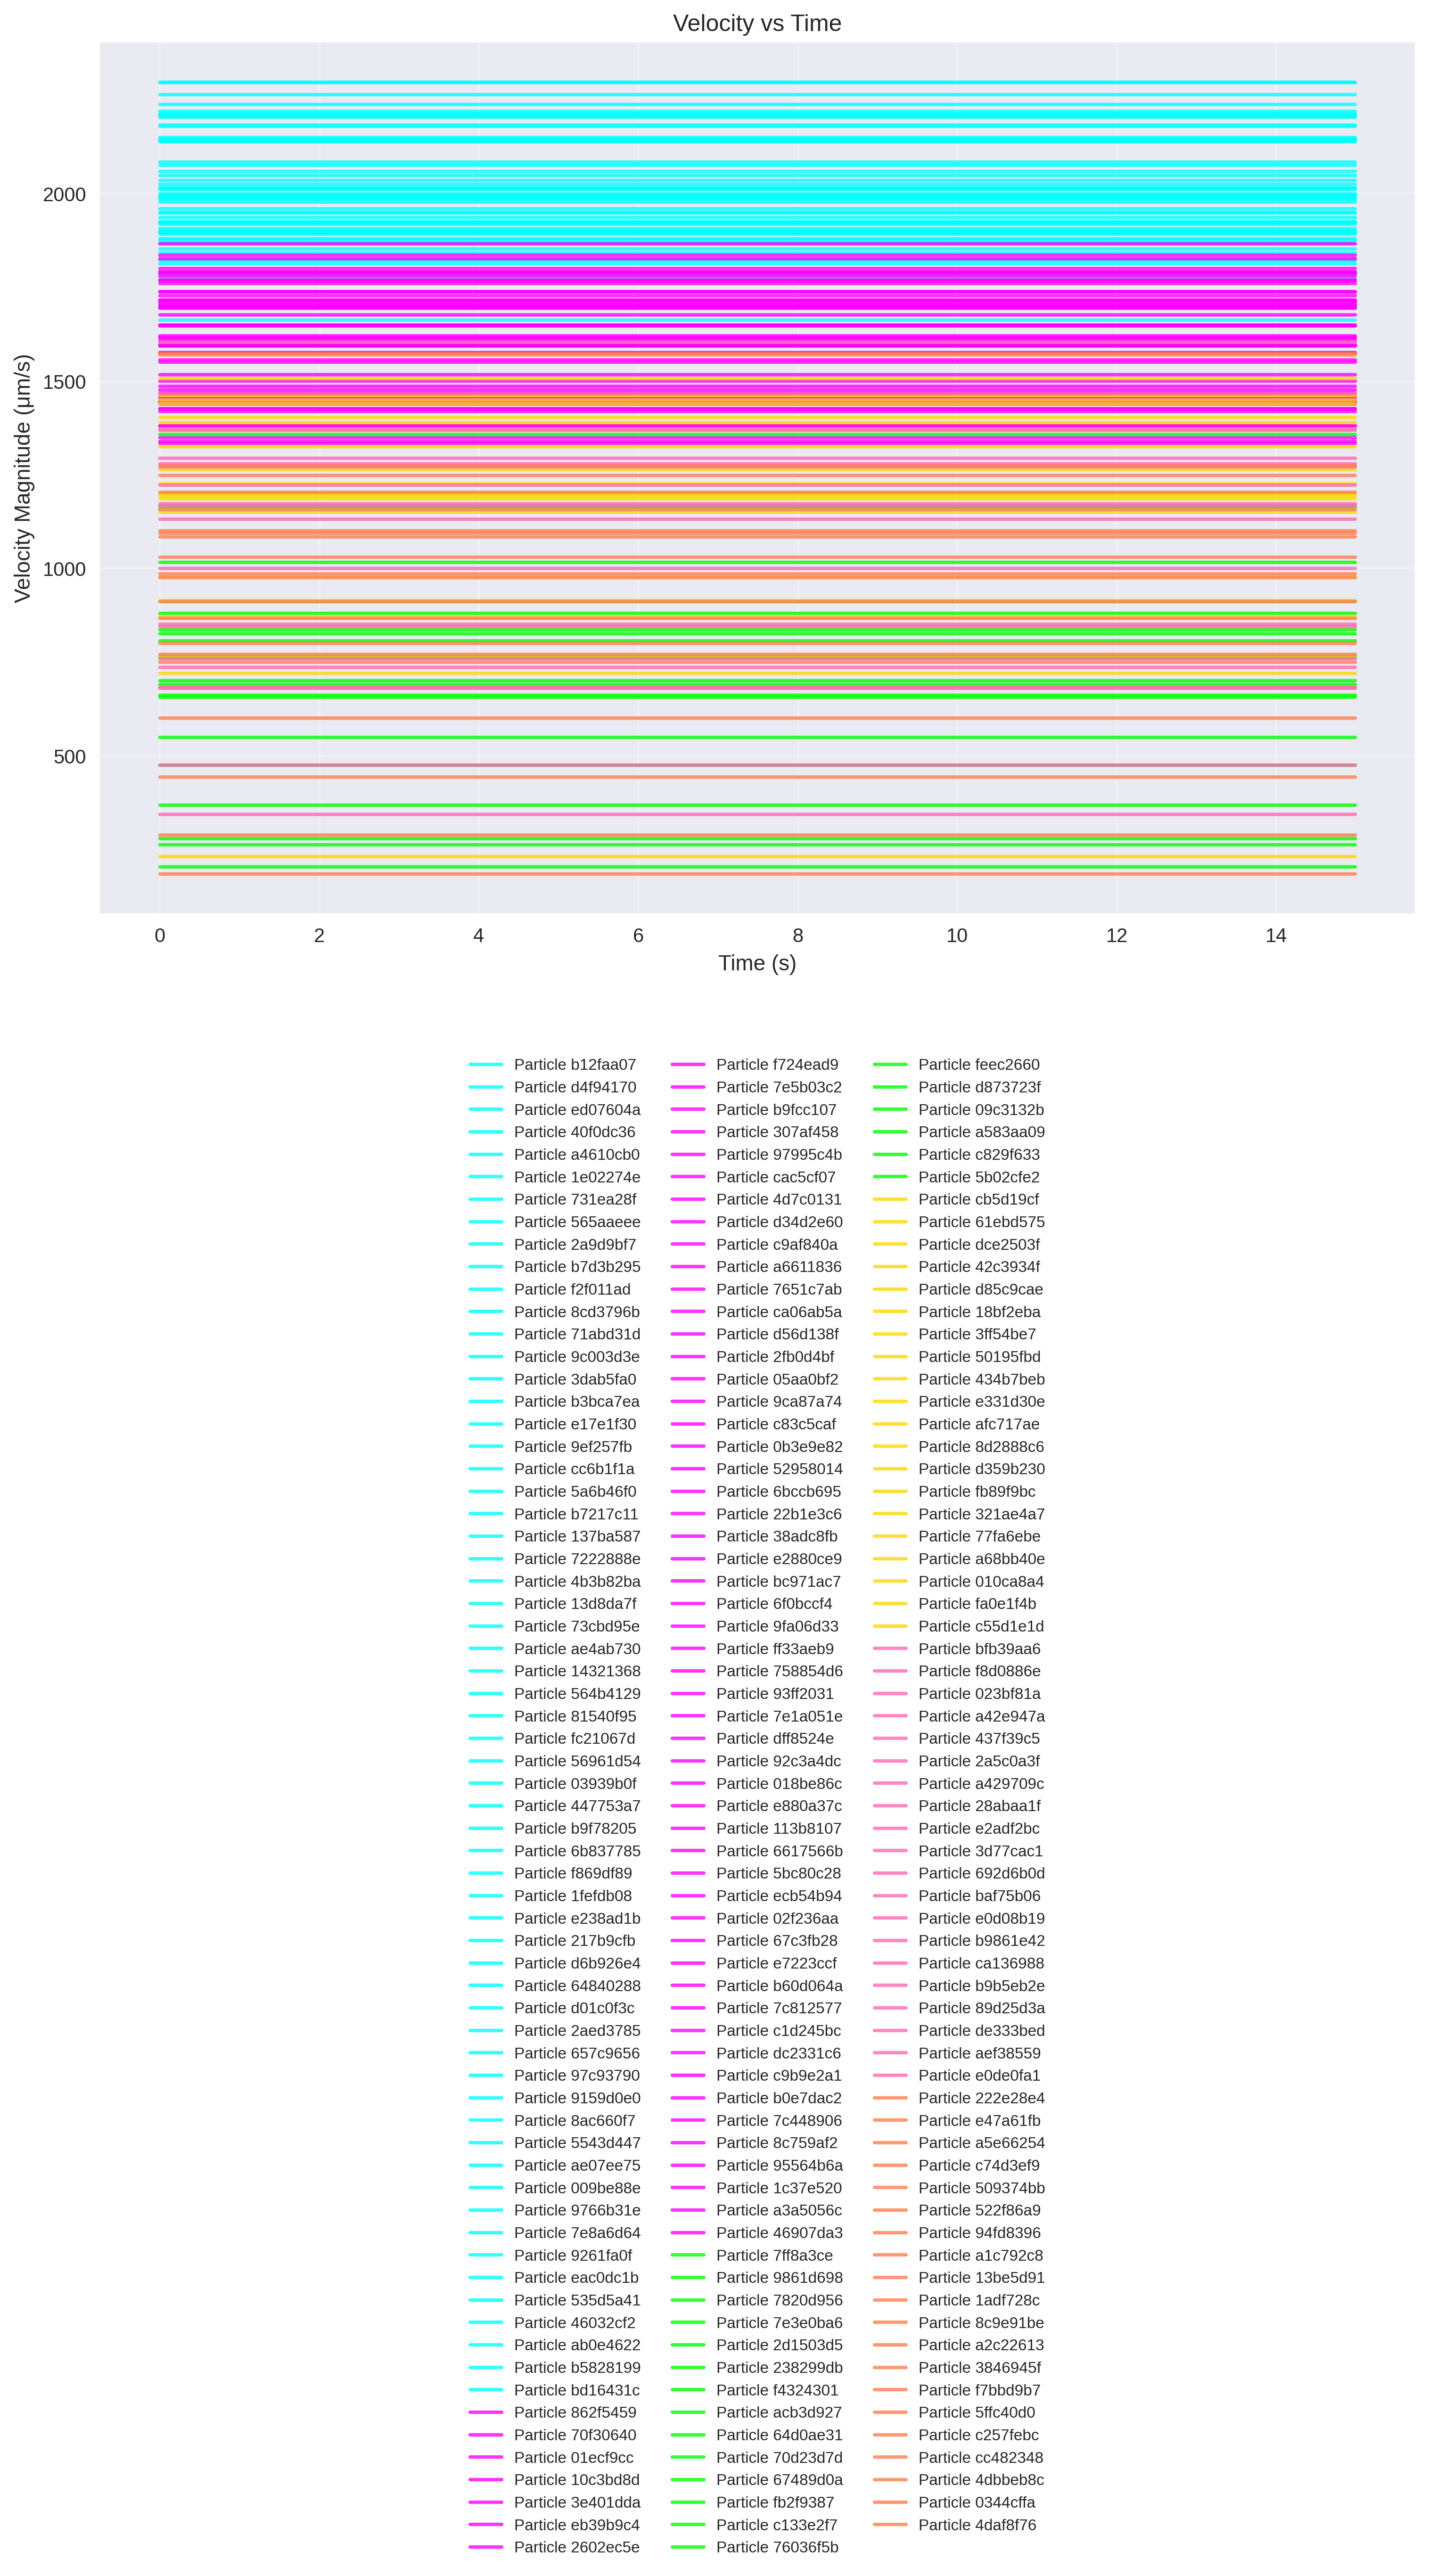 Velocity vs Time
Velocity Magnitude (μm/s)
2000
1500
1000
500
0 2 4 6 8 10 12 14
Time (s)
Particle b12faa07
Particle d4f94170
Particle ed07604a
Particle 40f0dc36
Particle a4610cb0
Particle 1e02274e
Particle 731ea28f
Particle 565aaeee
Particle 2a9d9bf7
Particle b7d3b295
Particle f2f011ad
Particle 8cd3796b
Particle 71abd31d
Particle 9c003d3e
Particle 3dab5fa0
Particle b3bca7ea
Particle e17e1f30
Particle 9ef257fb
Particle cc6b1f1a
Particle 5a6b46f0
Particle b7217c11
Particle 137ba587
Particle 7222888e
Particle 4b3b82ba
Particle 13d8da7f
Particle 73cbd95e
Particle ae4ab730
Particle 14321368
Particle 564b4129
Particle 81540f95
Particle fc21067d
Particle 56961d54
Particle 03939b0f
Particle 447753a7
Particle b9f78205
Particle 6b837785
Particle f869df89
Particle 1fefdb08
Particle e238ad1b
Particle 217b9cfb
Particle d6b926e4
Particle 64840288
Particle d01c0f3c
Particle 2aed3785
Particle 657c9656
Particle 97c93790
Particle 9159d0e0
Particle 8ac660f7
Particle 5543d447
Particle ae07ee75
Particle 009be88e
Particle 9766b31e
Particle 7e8a6d64
Particle 9261fa0f
Particle eac0dc1b
Particle 535d5a41
Particle 46032cf2
Particle ab0e4622
Particle b5828199
Particle bd16431c
Particle 862f5459
Particle 70f30640
Particle 01ecf9cc
Particle 10c3bd8d
Particle 3e401dda
Particle eb39b9c4
Particle 2602ec5e
Particle f724ead9
Particle 7e5b03c2
Particle b9fcc107
Particle 307af458
Particle 97995c4b
Particle cac5cf07
Particle 4d7c0131
Particle d34d2e60
Particle c9af840a
Particle a6611836
Particle 7651c7ab
Particle ca06ab5a
Particle d56d138f
Particle 2fb0d4bf
Particle 05aa0bf2
Particle 9ca87a74
Particle c83c5caf
Particle 0b3e9e82
Particle 52958014
Particle 6bccb695
Particle 22b1e3c6
Particle 38adc8fb
Particle e2880ce9
Particle bc971ac7
Particle 6f0bccf4
Particle 9fa06d33
Particle ff33aeb9
Particle 758854d6
Particle 93ff2031
Particle 7e1a051e
Particle dff8524e
Particle 92c3a4dc
Particle 018be86c
Particle e880a37c
Particle 113b8107
Particle 6617566b
Particle 5bc80c28
Particle ecb54b94
Particle 02f236aa
Particle 67c3fb28
Particle e7223ccf
Particle b60d064a
Particle 7c812577
Particle c1d245bc
Particle dc2331c6
Particle c9b9e2a1
Particle b0e7dac2
Particle 7c448906
Particle 8c759af2
Particle 95564b6a
Particle 1c37e520
Particle a3a5056c
Particle 46907da3
Particle 7ff8a3ce
Particle 9861d698
Particle 7820d956
Particle 7e3e0ba6
Particle 2d1503d5
Particle 238299db
Particle f4324301
Particle acb3d927
Particle 64d0ae31
Particle 70d23d7d
Particle 67489d0a
Particle fb2f9387
Particle c133e2f7
Particle 76036f5b
Particle feec2660
Particle d873723f
Particle 09c3132b
Particle a583aa09
Particle c829f633
Particle 5b02cfe2
Particle cb5d19cf
Particle 61ebd575
Particle dce2503f
Particle 42c3934f
Particle d85c9cae
Particle 18bf2eba
Particle 3ff54be7
Particle 50195fbd
Particle 434b7beb
Particle e331d30e
Particle afc717ae
Particle 8d2888c6
Particle d359b230
Particle fb89f9bc
Particle 321ae4a7
Particle 77fa6ebe
Particle a68bb40e
Particle 010ca8a4
Particle fa0e1f4b
Particle c55d1e1d
Particle bfb39aa6
Particle f8d0886e
Particle 023bf81a
Particle a42e947a
Particle 437f39c5
Particle 2a5c0a3f
Particle a429709c
Particle 28abaa1f
Particle e2adf2bc
Particle 3d77cac1
Particle 692d6b0d
Particle baf75b06
Particle e0d08b19
Particle b9861e42
Particle ca136988
Particle b9b5eb2e
Particle 89d25d3a
Particle de333bed
Particle aef38559
Particle e0de0fa1
Particle 222e28e4
Particle e47a61fb
Particle a5e66254
Particle c74d3ef9
Particle 509374bb
Particle 522f86a9
Particle 94fd8396
Particle a1c792c8
Particle 13be5d91
Particle 1adf728c
Particle 8c9e91be
Particle a2c22613
Particle 3846945f
Particle f7bbd9b7
Particle 5ffc40d0
Particle c257febc
Particle cc482348
Particle 4dbbeb8c
Particle 0344cffa
Particle 4daf8f76